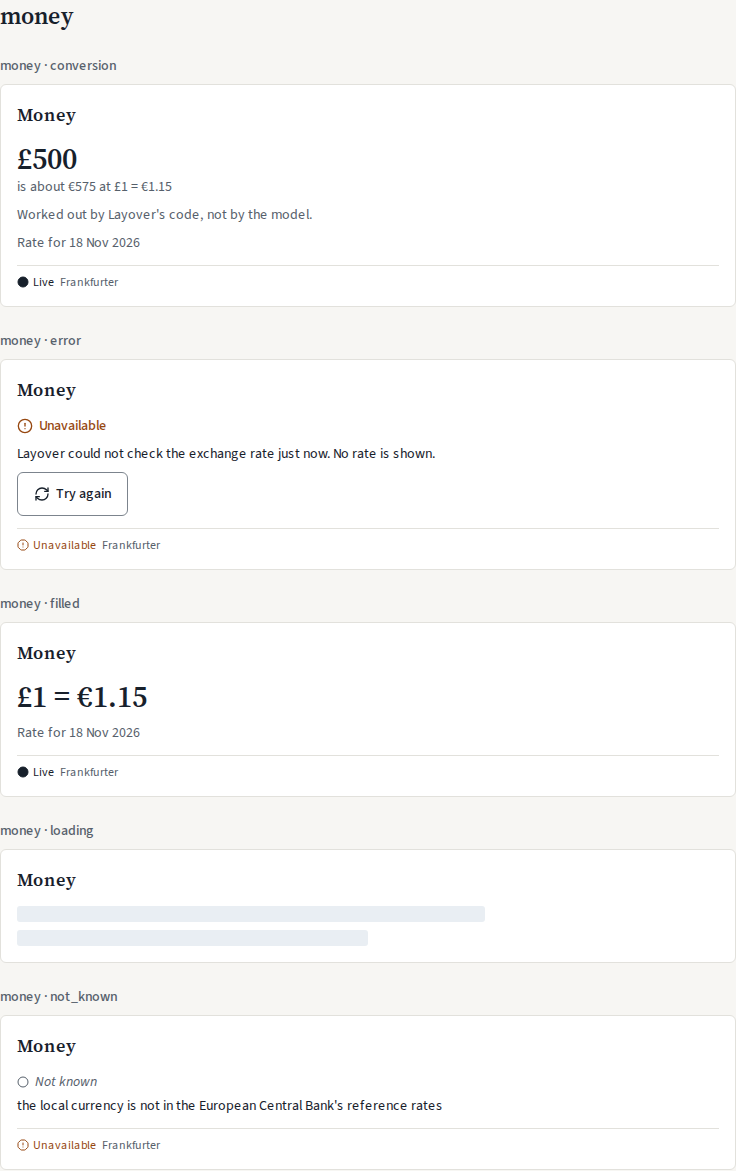 money
money · conversion
Money
£500
is about €575 at £1 = €1.15
Worked out by Layover's code, not by the model.
Rate for 18 Nov 2026
Live Frankfurter
money · error
Money
Unavailable
Layover could not check the exchange rate just now. No rate is shown.
Try again
Unavailable Frankfurter
money · filled
Money
£1 = €1.15
Rate for 18 Nov 2026
Live Frankfurter
money · loading
Money
money · not_known
Money
Not known
the local currency is not in the European Central Bank's reference rates
Unavailable Frankfurter